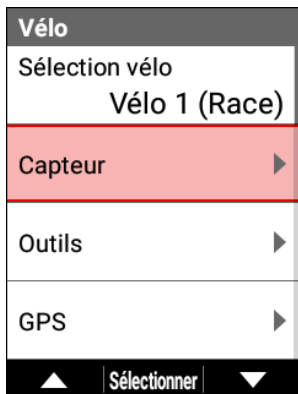 Vélo
Sélection vélo
Vélo 1 (Race)
Capteur
Outils
GPS
Sélectionner